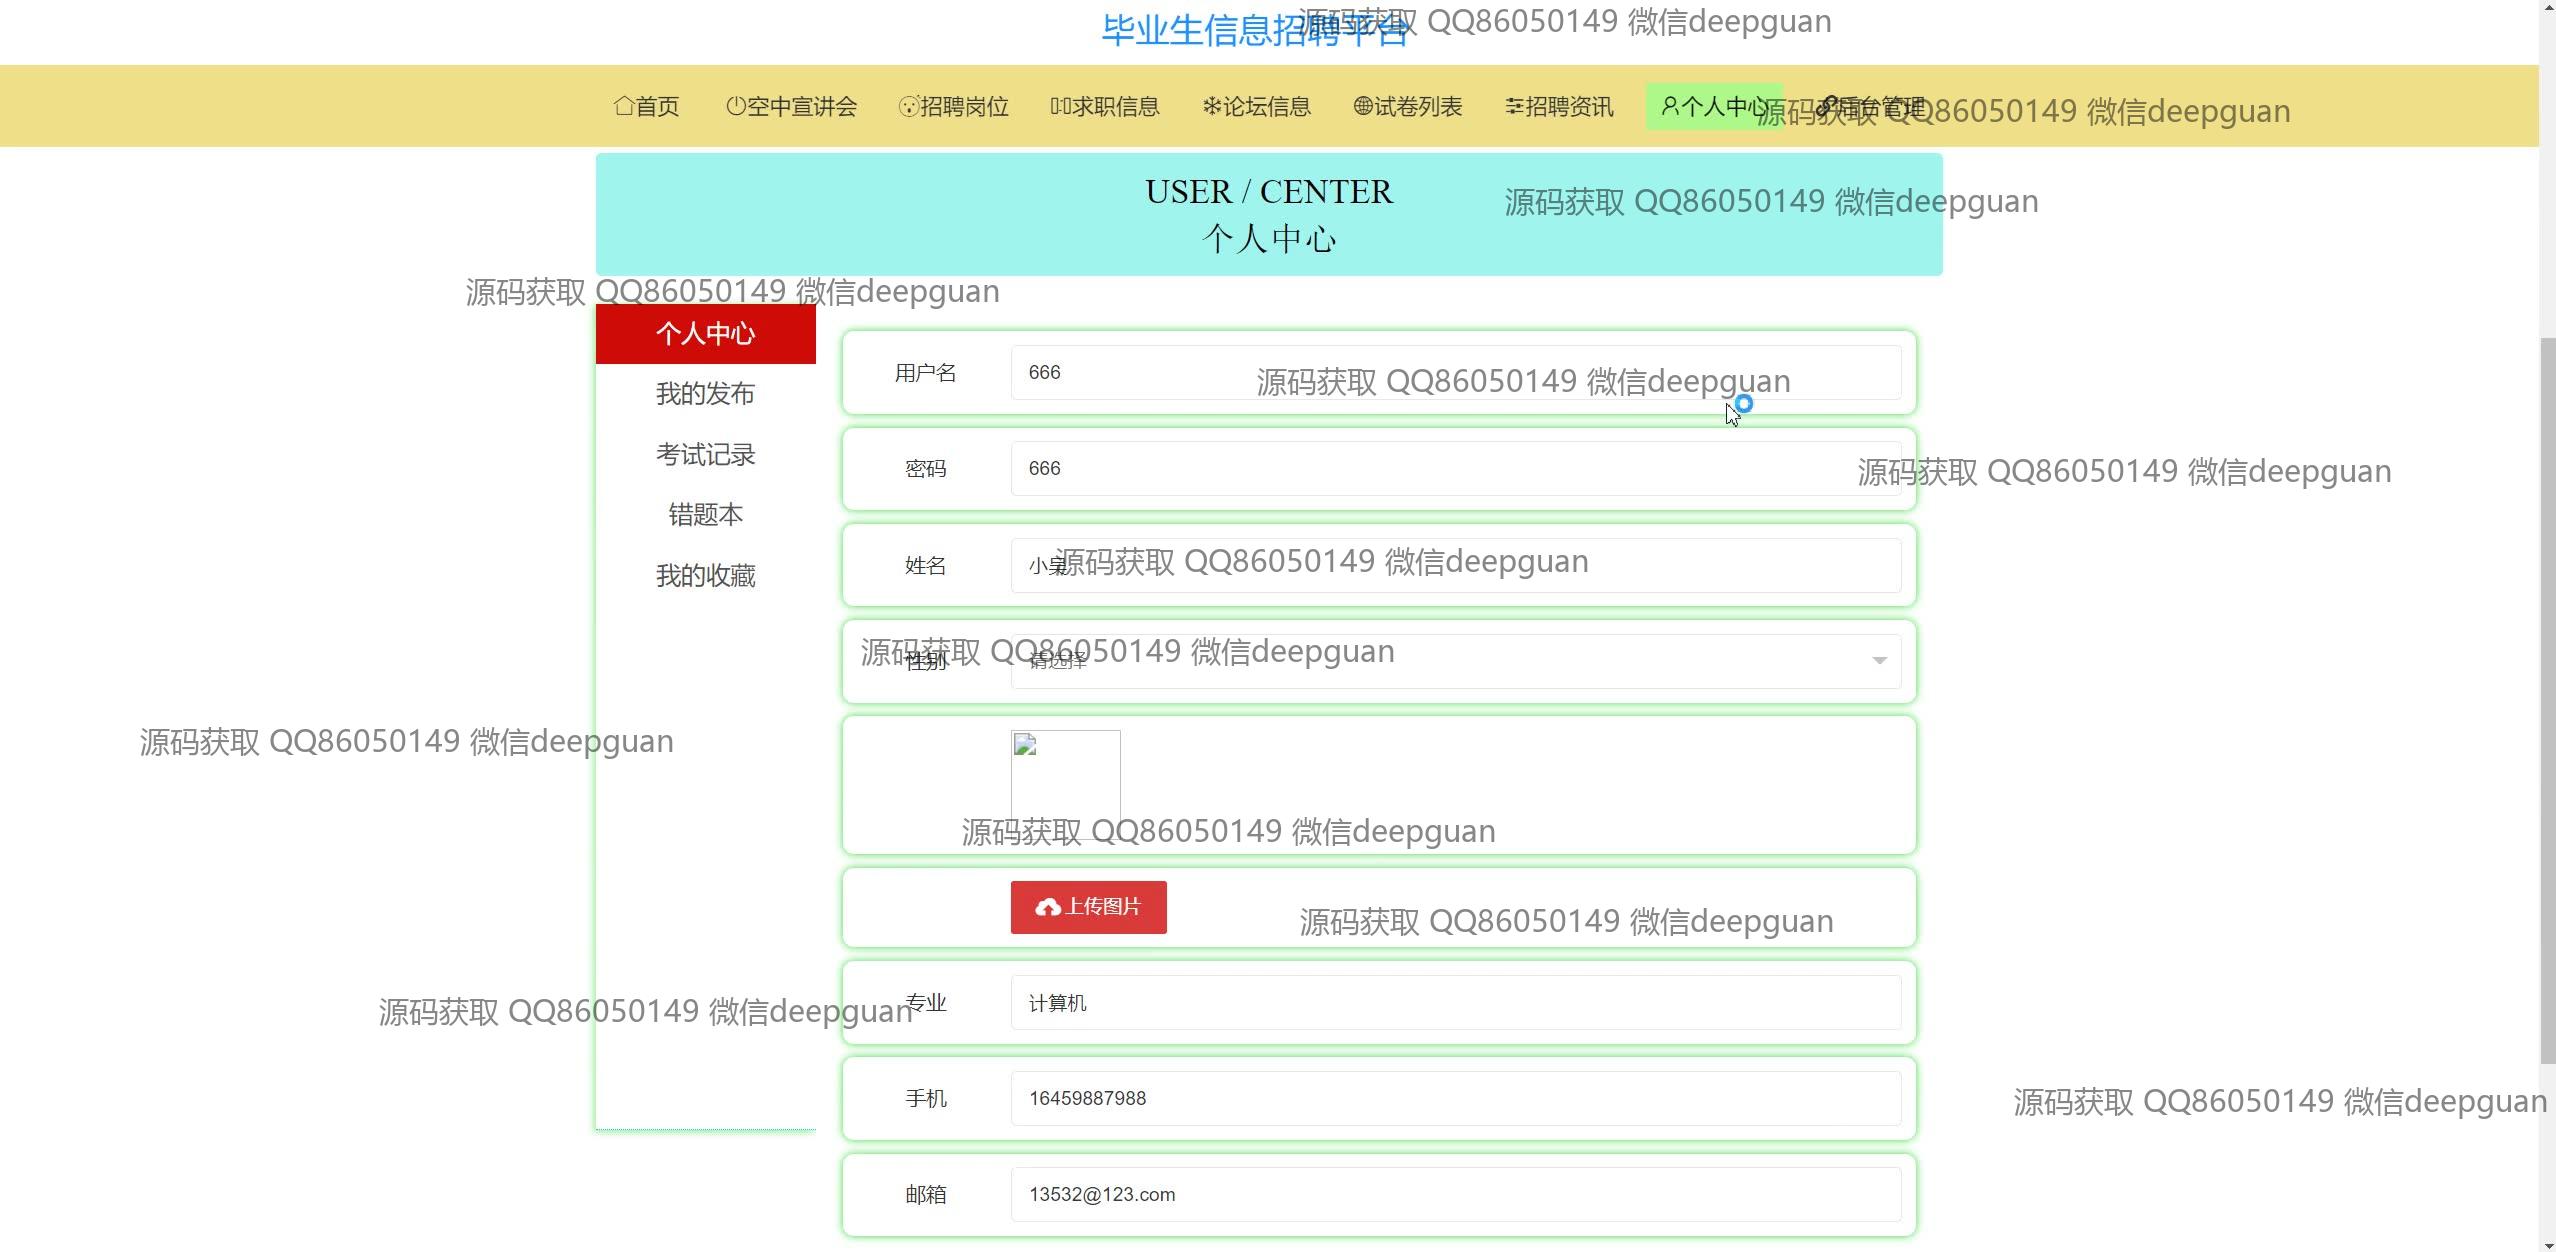 毕业生信息招聘平台
源码获取 QQ86050149 微信deepguan
首页 空中宣讲会 招聘岗位 求职信息 论坛信息 试卷列表 招聘资讯 个人中心 后台管理
源码获取 QQ86050149 微信deepguan
USER / CENTER
源码获取 QQ86050149 微信deepguan
个人中心
源码获取 QQ86050149 微信deepguan
个人中心
我的发布
考试记录
错题本
我的收藏
用户名 666
源码获取 QQ86050149 微信deepguan
密码 666
源码获取 QQ86050149 微信deepguan
姓名 小吴
源码获取 QQ86050149 微信deepguan
性别 请选择
源码获取 QQ86050149 微信deepguan
源码获取 QQ86050149 微信deepguan
源码获取 QQ86050149 微信deepguan
上传图片
源码获取 QQ86050149 微信deepguan
专业 计算机
源码获取 QQ86050149 微信deepguan
手机 16459887988
源码获取 QQ86050149 微信deepguan
邮箱 13532@123.com